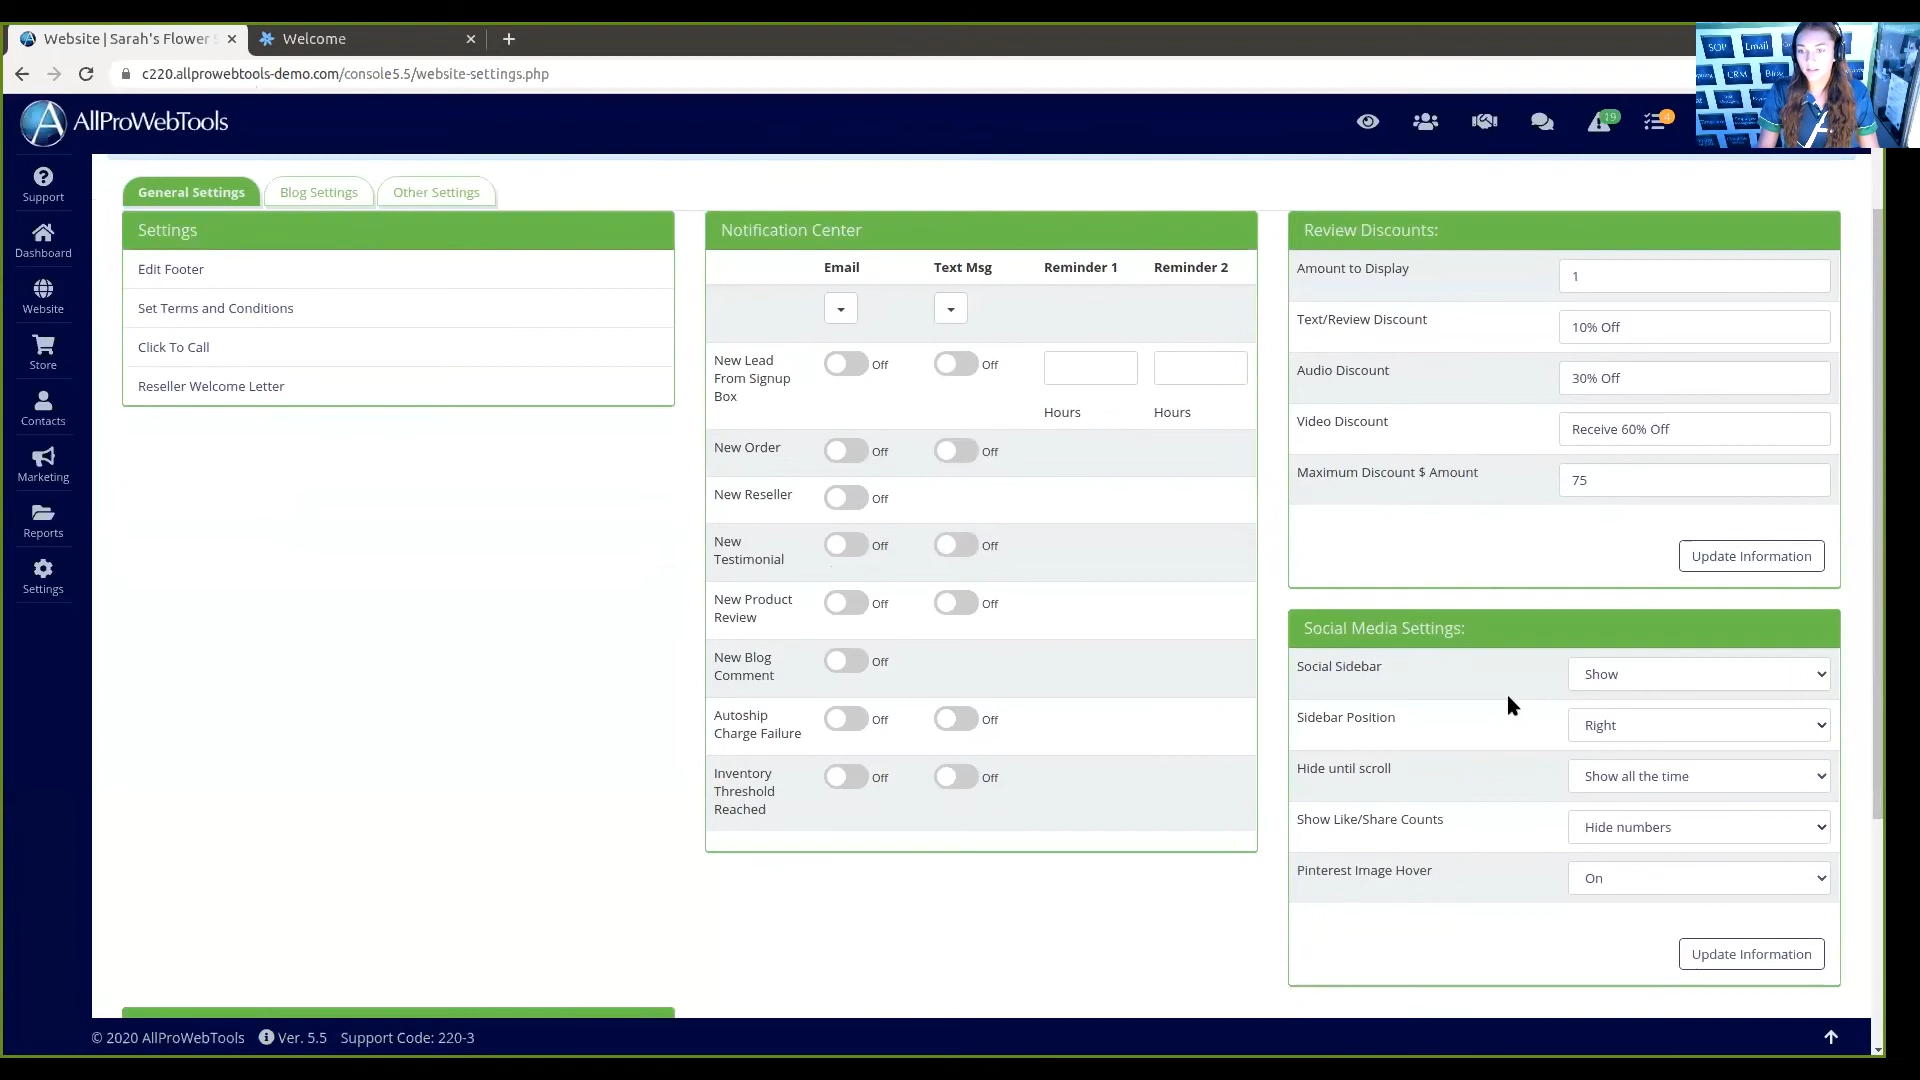 Website | Sarah's Flower S
Welcome
c220.allprowebtools-demo.com/console5.5/website-settings.php
AllProWebTools
19
4
SOP
Email
CRM
Blog
Support
Dashboard
Website
Store
Contacts
Marketing
Reports
Settings
General Settings
Blog Settings
Other Settings
Settings
Edit Footer
Set Terms and Conditions
Click To Call
Reseller Welcome Letter
Notification Center
Email Text Msg Reminder 1 Reminder 2
New Lead
From Signup
Box
Off Off
Hours Hours
New Order Off Off
New Reseller Off
New
Testimonial
Off Off
New Product
Review
Off Off
New Blog
Comment
Off
Autoship
Charge Failure
Off Off
Inventory
Threshold
Reached
Off Off
Review Discounts:
Amount to Display 1
Text/Review Discount 10% Off
Audio Discount 30% Off
Video Discount Receive 60% Off
Maximum Discount $ Amount 75
Update Information
Social Media Settings:
Social Sidebar Show
Sidebar Position Right
Hide until scroll Show all the time
Show Like/Share Counts Hide numbers
Pinterest Image Hover On
Update Information
© 2020 AllProWebTools Ver. 5.5 Support Code: 220-3